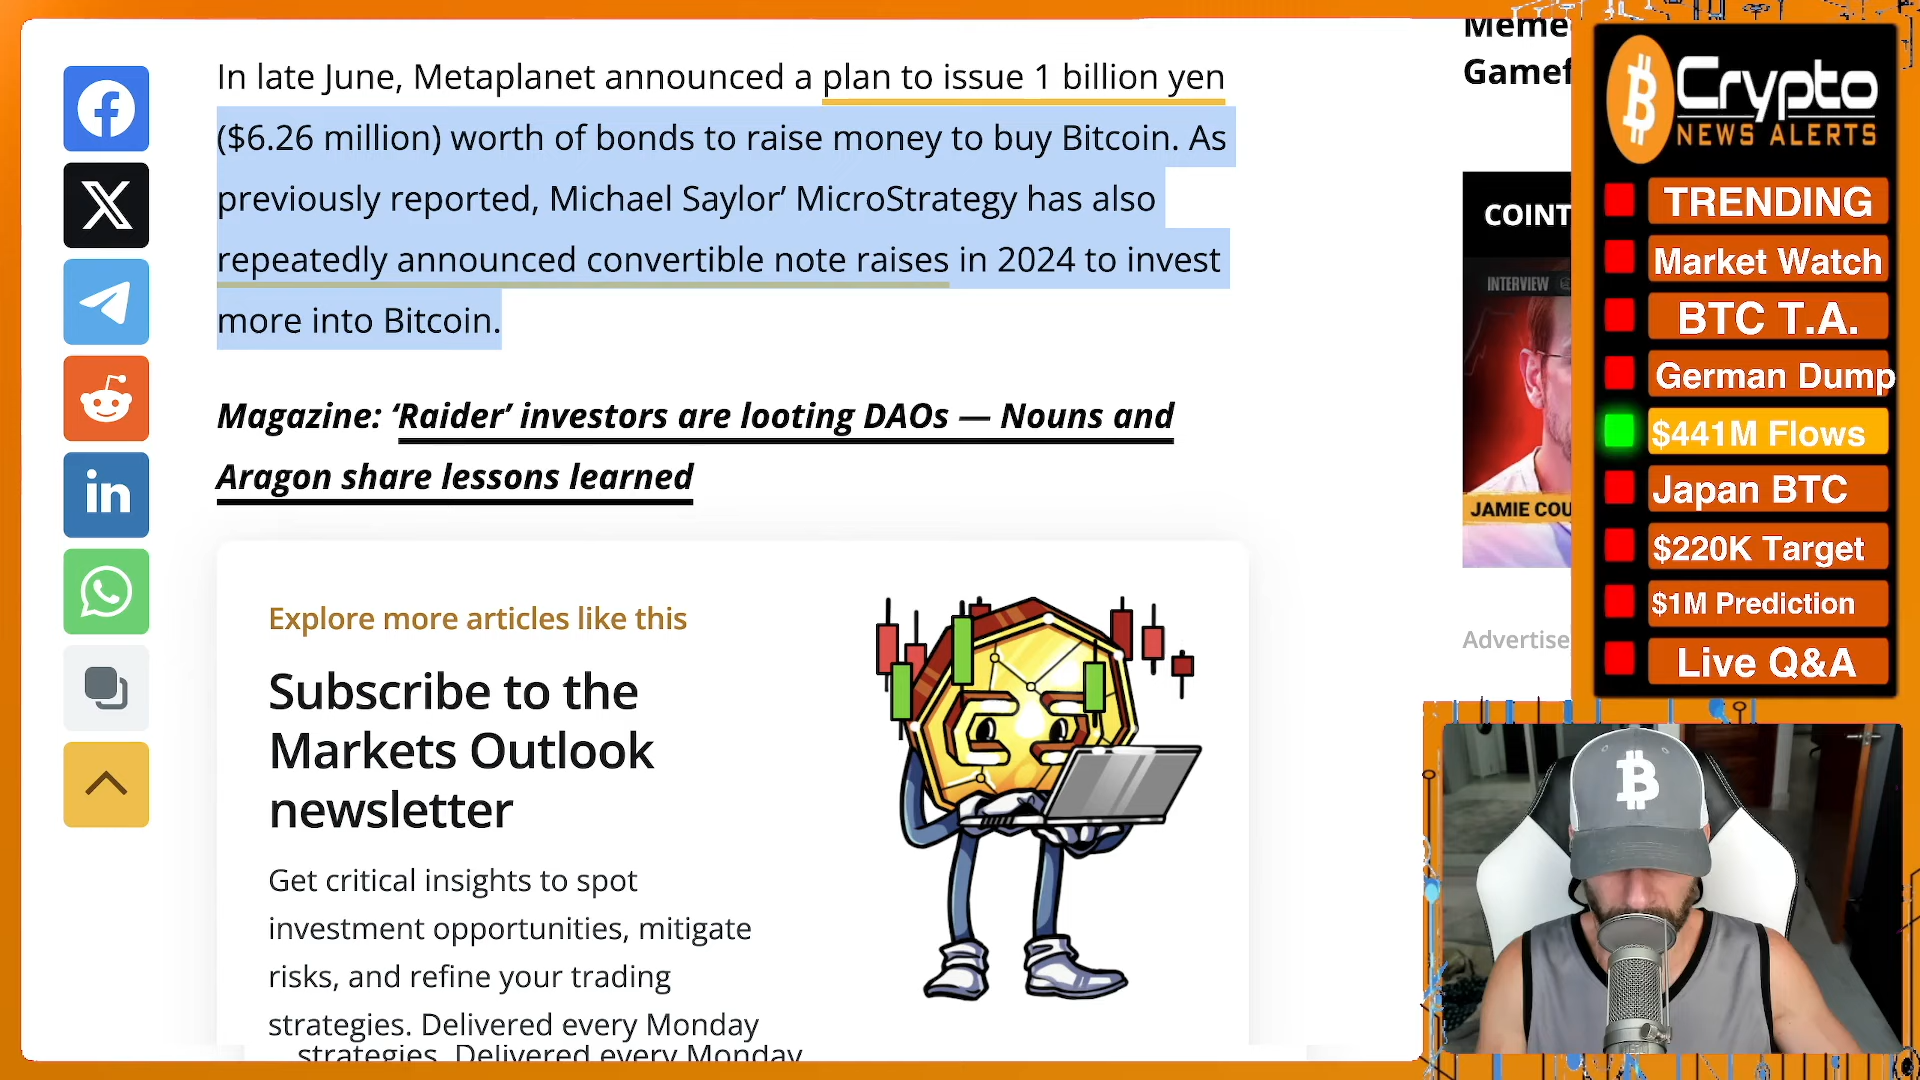 In late June, Metaplanet announced a plan to issue 1 billion yen
($6.26 million) worth of bonds to raise money to buy Bitcoin. As
previously reported, Michael Saylor’ MicroStrategy has also
repeatedly announced convertible note raises in 2024 to invest
more into Bitcoin.
Magazine: ‘Raider’ investors are looting DAOs — Nouns and
Aragon share lessons learned
Explore more articles like this
Subscribe to the
Markets Outlook
newsletter
Get critical insights to spot
investment opportunities, mitigate
risks, and refine your trading
strategies. Delivered every Monday
strategies. Delivered every Monday
Meme
Gamef
COINT
INTERVIEW
JAMIE COU
Advertise
Crypto
NEWS ALERTS
TRENDING
Market Watch
BTC T.A.
German Dump
$441M Flows
Japan BTC
$220K Target
$1M Prediction
Live Q&A